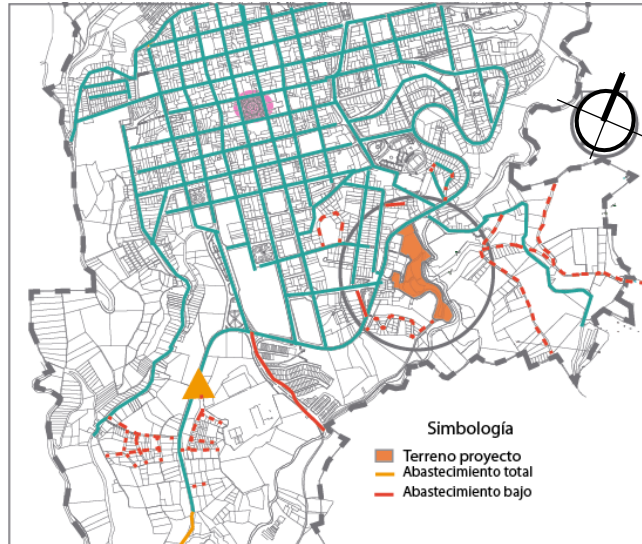 Simbología
Terreno proyecto
Abastecimiento total
Abastecimiento bajo